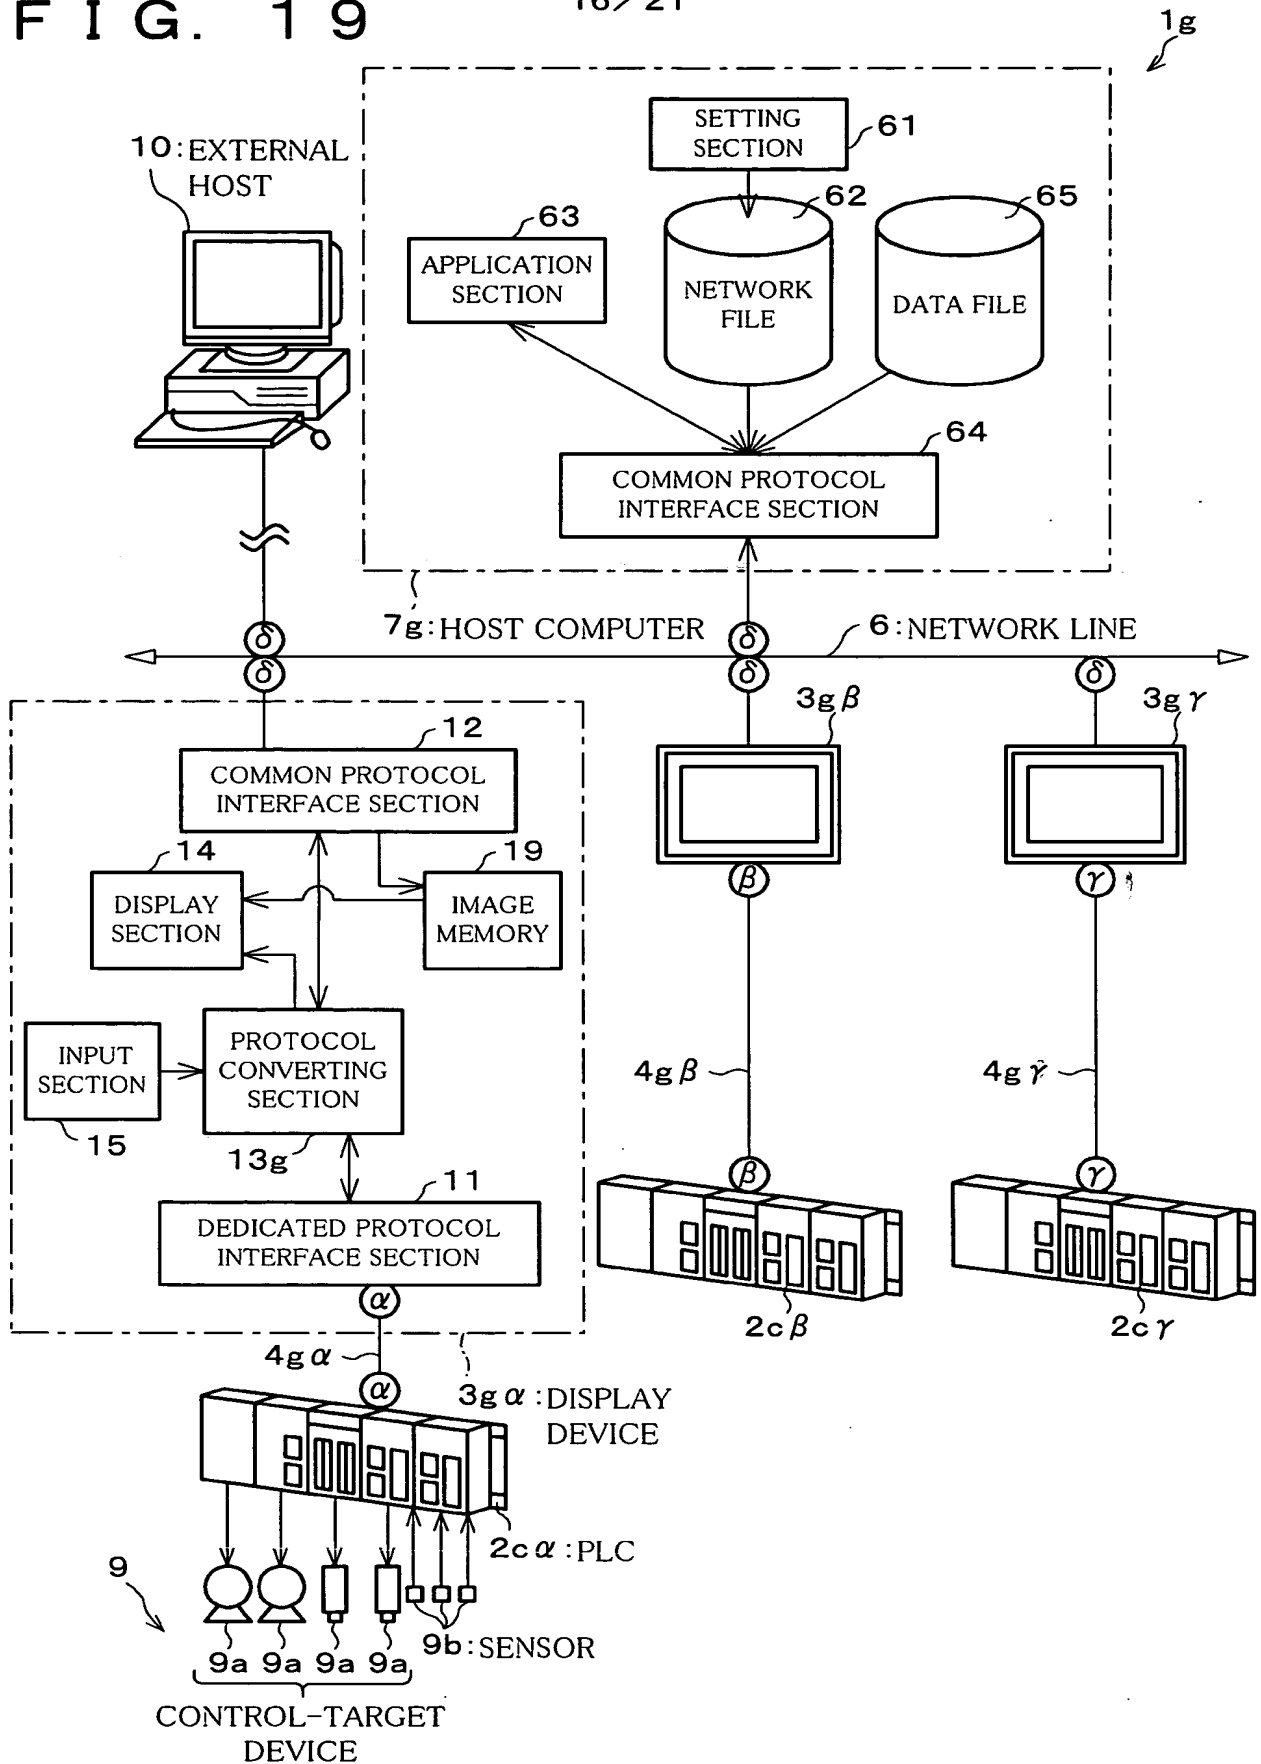 FIG. 19
16/21
1g
10:EXTERNAL
HOST
SETTING
SECTION
61
62
65
63
APPLICATION
SECTION
NETWORK
FILE
DATA FILE
64
COMMON PROTOCOL
INTERFACE SECTION
7g:HOST COMPUTER
6:NETWORK LINE
δ
δ
δ
δ
δ
3gβ
3gγ
12
COMMON PROTOCOL
INTERFACE SECTION
14
19
DISPLAY
SECTION
IMAGE
MEMORY
β
γ
INPUT
SECTION
15
PROTOCOL
CONVERTING
SECTION
13g
4gβ
4gγ
11
DEDICATED PROTOCOL
INTERFACE SECTION
β
γ
2cβ
2cγ
α
4gα
α
3gα:DISPLAY
DEVICE
2cα:PLC
9
9a 9a 9a 9a
9b:SENSOR
CONTROL-TARGET
DEVICE